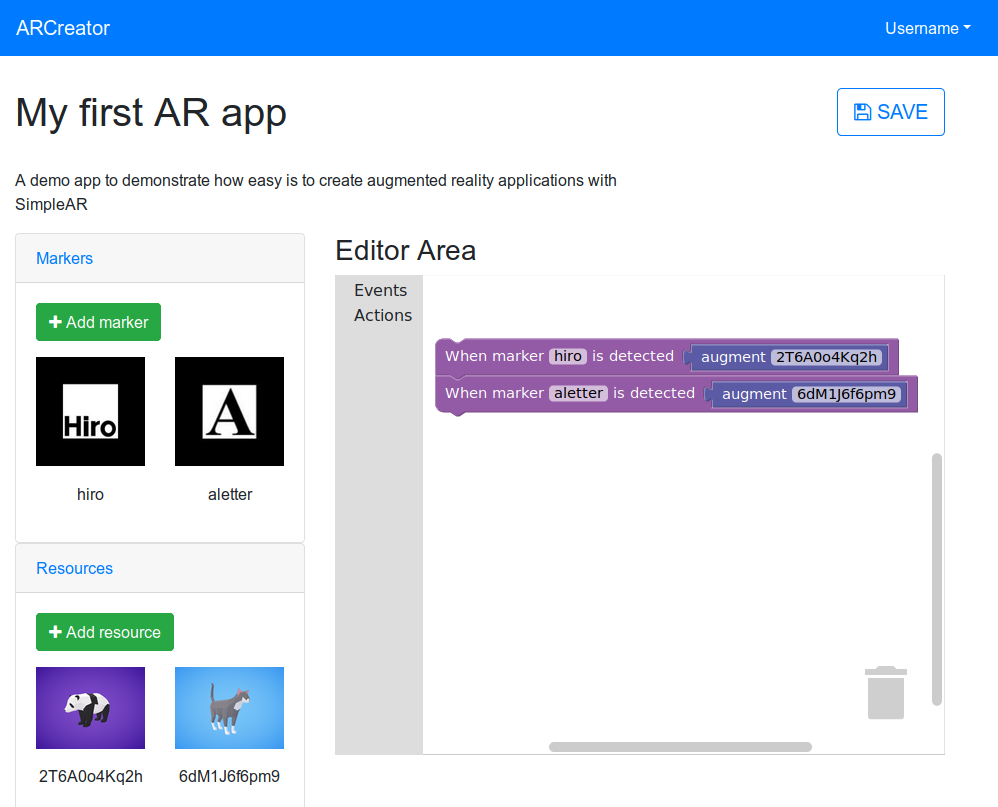 ARCreator
Username
My first AR app
SAVE
A demo app to demonstrate how easy is to create augmented reality applications with
SimpleAR
Markers
Add marker
Hiro
A
hiro
aletter
Resources
Add resource
2T6A0o4Kq2h
6dM1J6f6pm9
Editor Area
Events
Actions
When marker hiro is detected augment 2T6A0o4Kq2h
When marker aletter is detected augment 6dM1J6f6pm9